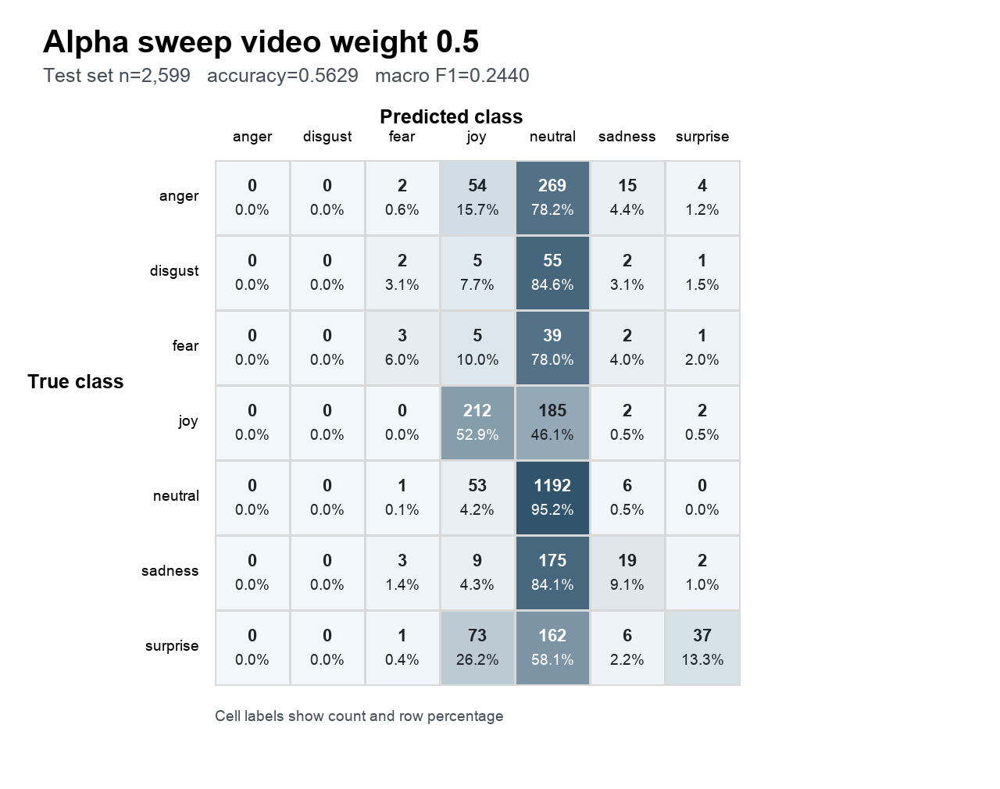 Alpha sweep video weight 0.5
Test set n=2,599 accuracy=0.5629 macro F1=0.2440
Predicted class
anger disgust fear joy neutral sadness surprise
anger 0 0 2 54 269 15 4
0.0% 0.0% 0.6% 15.7% 78.2% 4.4% 1.2%
disgust 0 0 2 5 55 2 1
0.0% 0.0% 3.1% 7.7% 84.6% 3.1% 1.5%
fear 0 0 3 5 39 2 1
0.0% 0.0% 6.0% 10.0% 78.0% 4.0% 2.0%
True class
joy 0 0 0 212 185 2 2
0.0% 0.0% 0.0% 52.9% 46.1% 0.5% 0.5%
neutral 0 0 1 53 1192 6 0
0.0% 0.0% 0.1% 4.2% 95.2% 0.5% 0.0%
sadness 0 0 3 9 175 19 2
0.0% 0.0% 1.4% 4.3% 84.1% 9.1% 1.0%
surprise 0 0 1 73 162 6 37
0.0% 0.0% 0.4% 26.2% 58.1% 2.2% 13.3%
Cell labels show count and row percentage